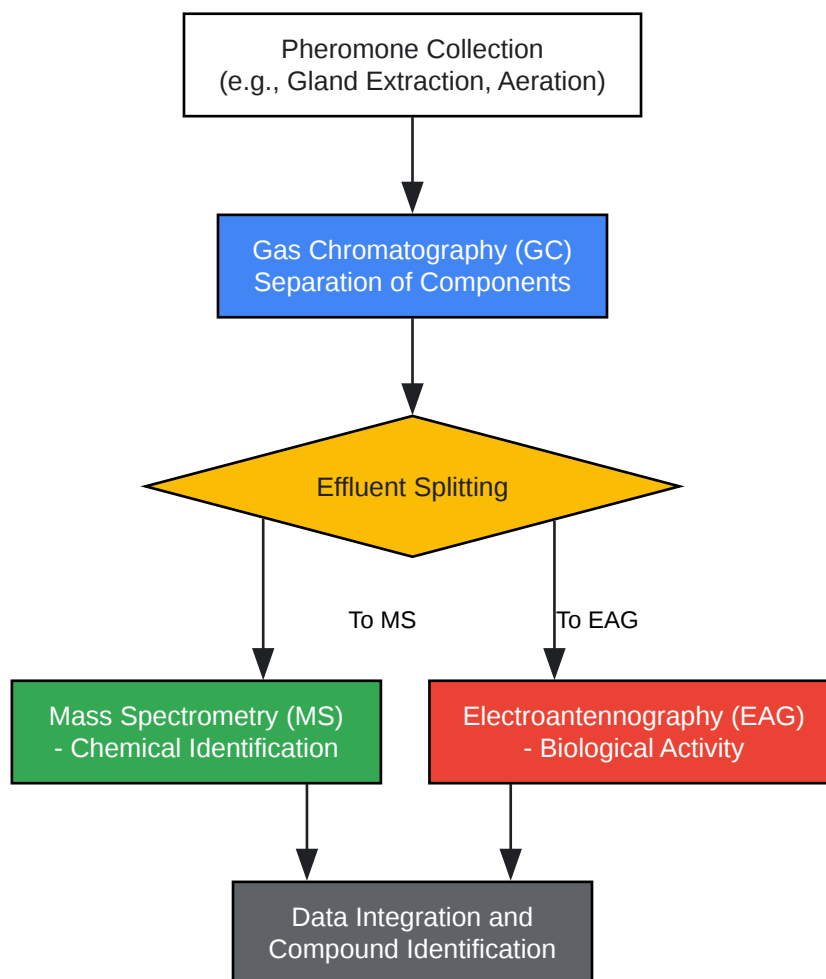 Pheromone Collection
(e.g., Gland Extraction, Aeration)
Gas Chromatography (GC)
Separation of Components
Effluent Splitting
To MS
To EAG
Mass Spectrometry (MS)
- Chemical Identification
Electroantennography (EAG)
- Biological Activity
Data Integration and
Compound Identification